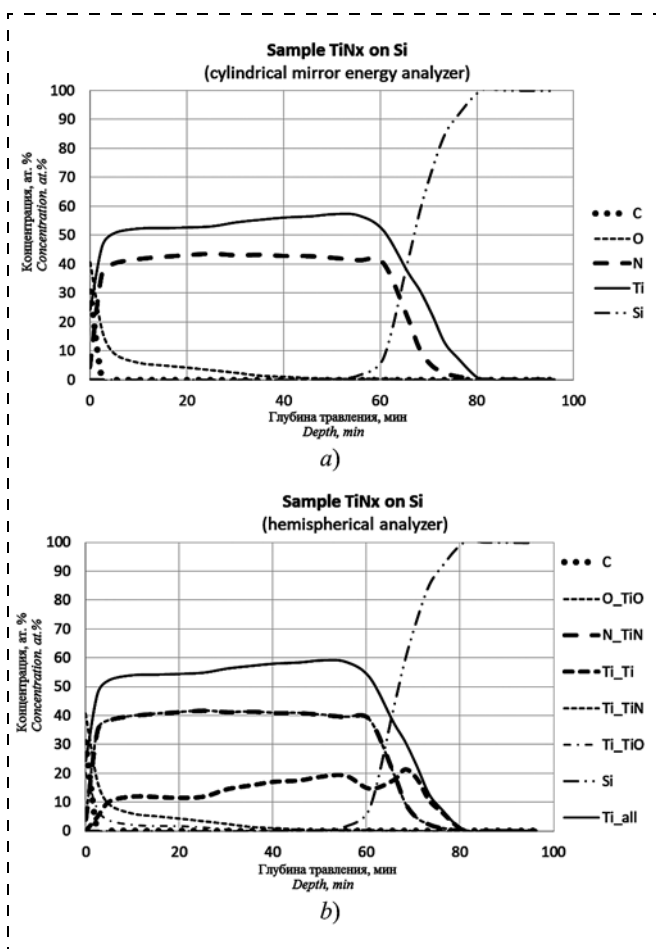 Sample TiNx on Si
(cylindrical mirror energy analyzer)
Концентрация, ат. %
Concentration. at.%
100
90
80
70
60
50
40
30
20
10
0
0 20 40 60 80 100
Глубина травления, мин
Depth, min
C
O
N
Ti
Si
a)
Sample TiNx on Si
(hemispherical analyzer)
Концентрация, ат. %
Concentration. at.%
100
90
80
70
60
50
40
30
20
10
0
0 20 40 60 80 100
Глубина травления, мин
Depth, min
C
O_TiO
N_TiN
Ti_Ti
Ti_TiN
Ti_TiO
Si
Ti_all
b)